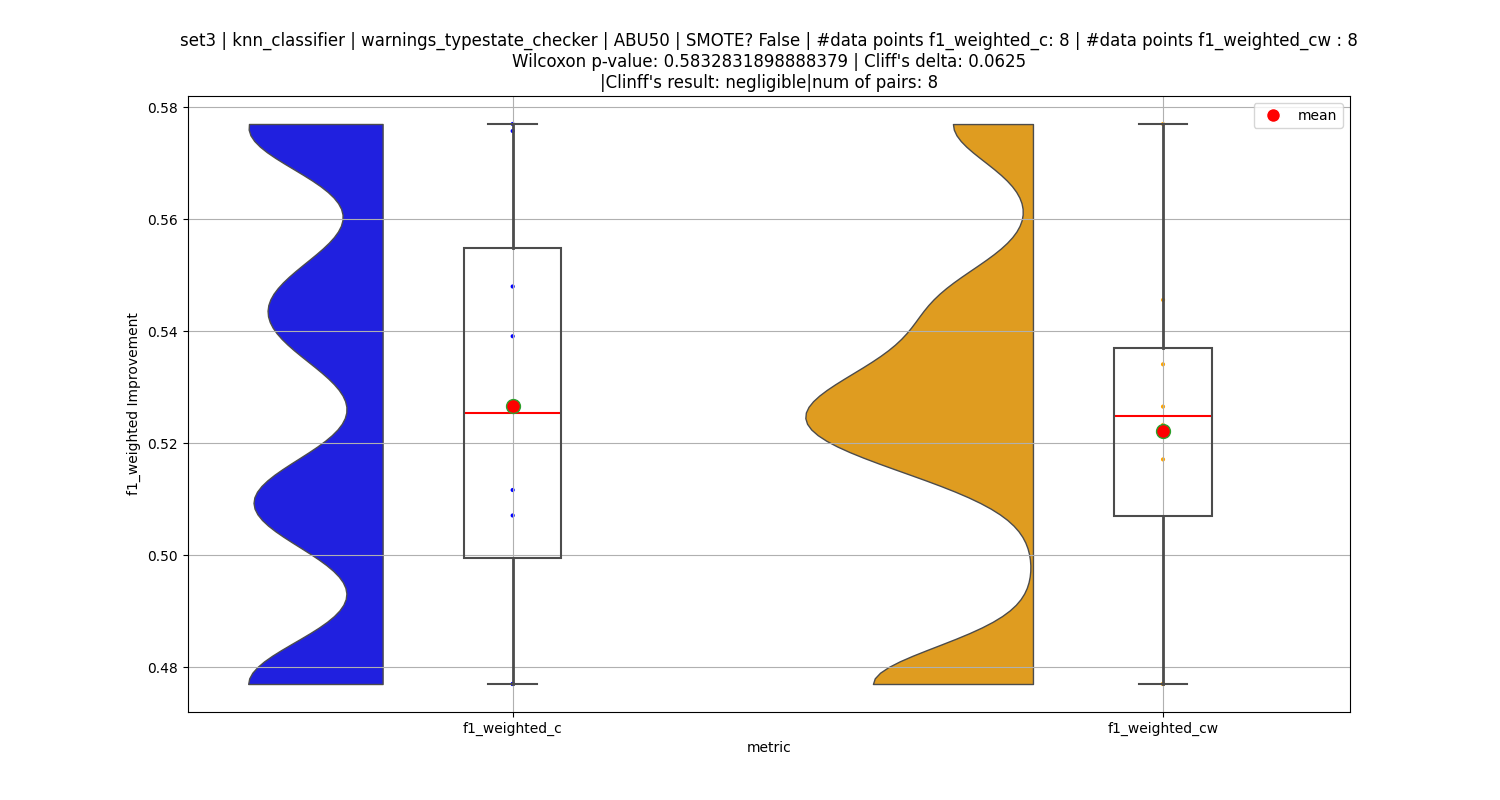 set3 | knn_classifier | warnings_typestate_checker | ABU50 | SMOTE? False | #data points f1_weighted_c: 8 | #data points f1_weighted_cw : 8
Wilcoxon p-value: 0.5832831898888379 | Cliff's delta: 0.0625
|Clinff's result: negligible|num of pairs: 8
mean
f1_weighted Improvement
0.58
0.56
0.54
0.52
0.50
0.48
f1_weighted_c
f1_weighted_cw
metric